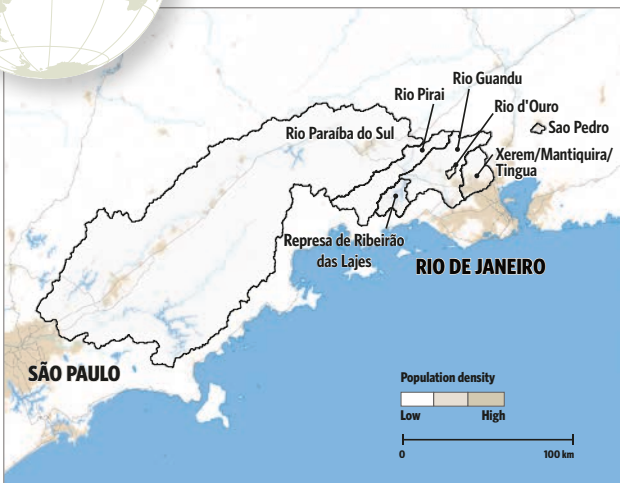 Rio Guandu
Rio Pirai
Rio d'Ouro
Sao Pedro
Rio Paraíba do Sul
Xerem/Mantiquira/
Tingua
Represa de Ribeirão
das Lajes
RIO DE JANEIRO
SÃO PAULO
Population density
Low High
0 100 km